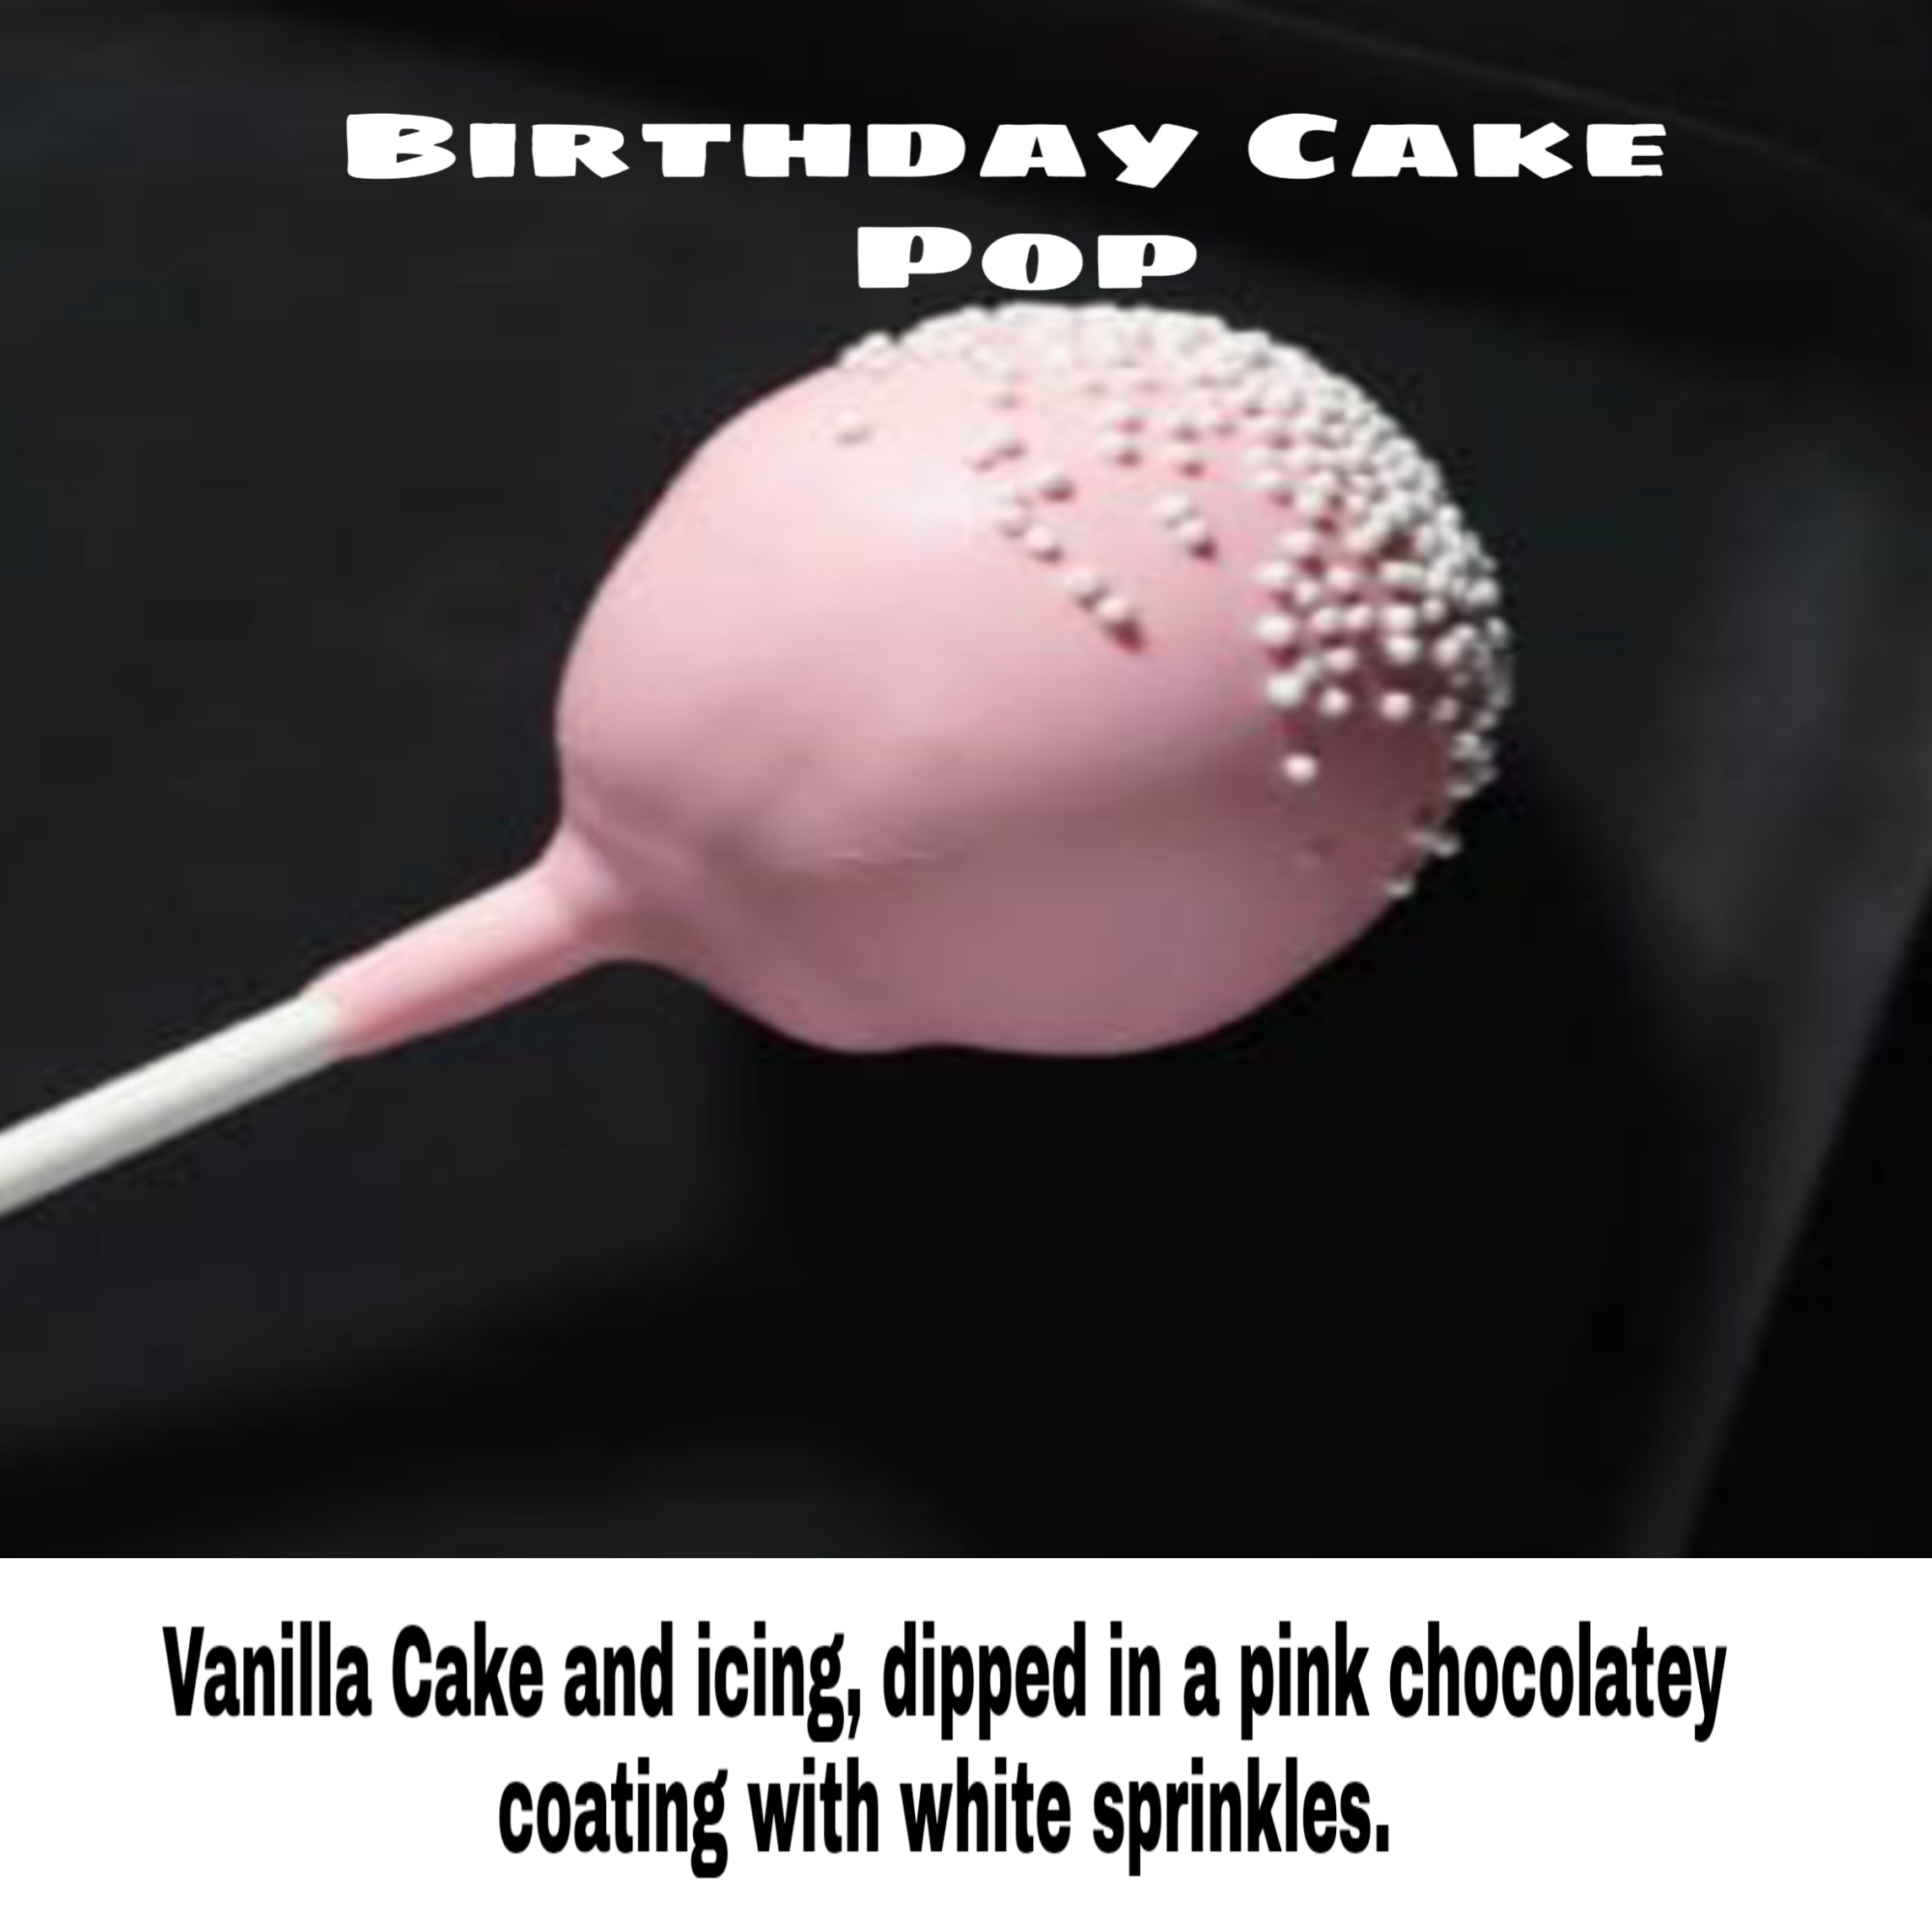 Birthday Cake
Pop
Vanilla Cake and icing, dipped in a pink chocolatey
coating with white sprinkles.